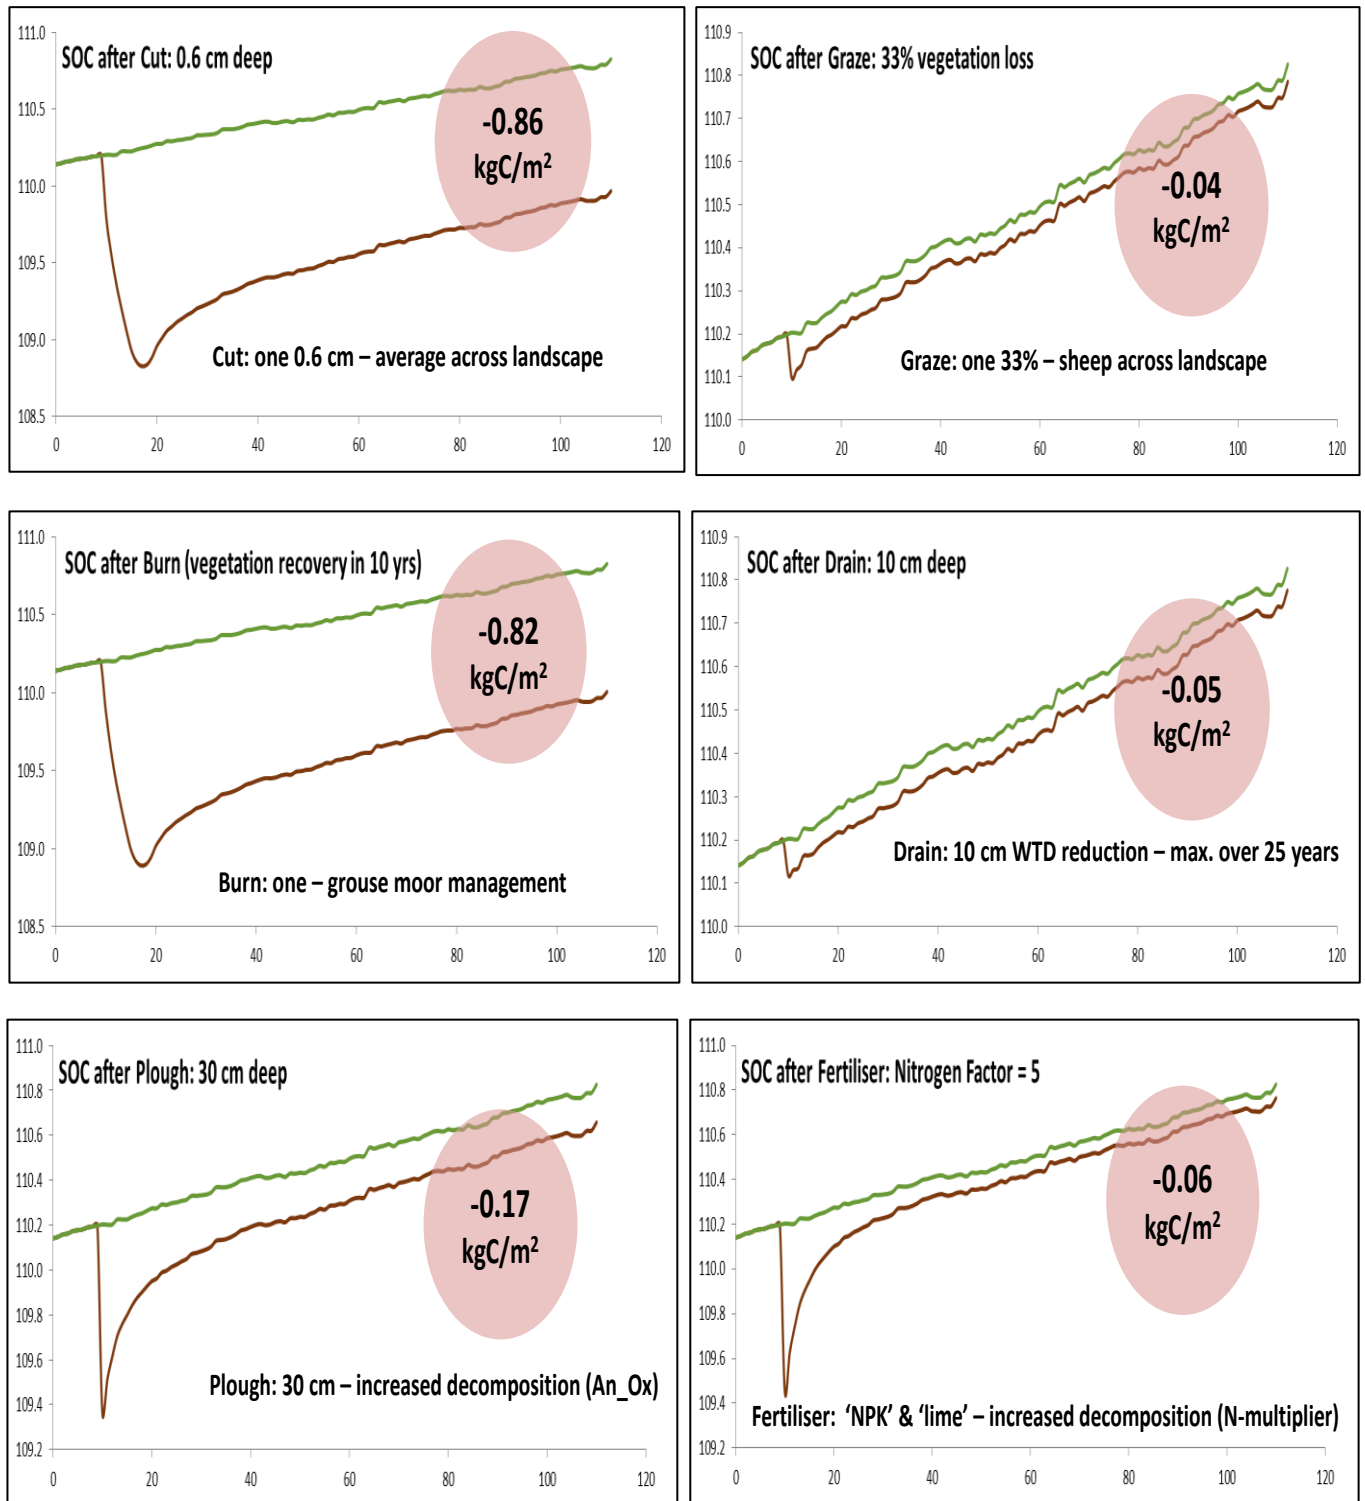 SOC after Cut: 0.6 cm deep
111.0
110.5
110.0
109.5
109.0
108.5
-0.86
kgC/m²
Cut: one 0.6 cm – average across landscape
0 20 40 60 80 100 120
SOC after Graze: 33% vegetation loss
110.9
110.8
110.7
110.6
110.5
110.4
110.3
110.2
110.1
110.0
-0.04
kgC/m²
Graze: one 33% – sheep across landscape
0 20 40 60 80 100 120
SOC after Burn (vegetation recovery in 10 yrs)
111.0
110.5
110.0
109.5
109.0
108.5
-0.82
kgC/m²
Burn: one – grouse moor management
0 20 40 60 80 100 120
SOC after Drain: 10 cm deep
110.9
110.8
110.7
110.6
110.5
110.4
110.3
110.2
110.1
110.0
-0.05
kgC/m²
Drain: 10 cm WTD reduction – max. over 25 years
0 20 40 60 80 100 120
SOC after Plough: 30 cm deep
111.0
110.8
110.6
110.4
110.2
110.0
109.8
109.6
109.4
109.2
-0.17
kgC/m²
Plough: 30 cm – increased decomposition (An_Ox)
0 20 40 60 80 100 120
SOC after Fertiliser: Nitrogen Factor = 5
111.0
110.8
110.6
110.4
110.2
110.0
109.8
109.6
109.4
109.2
-0.06
kgC/m²
Fertiliser: ‘NPK’ & ‘lime’ – increased decomposition (N-multiplier)
0 20 40 60 80 100 120